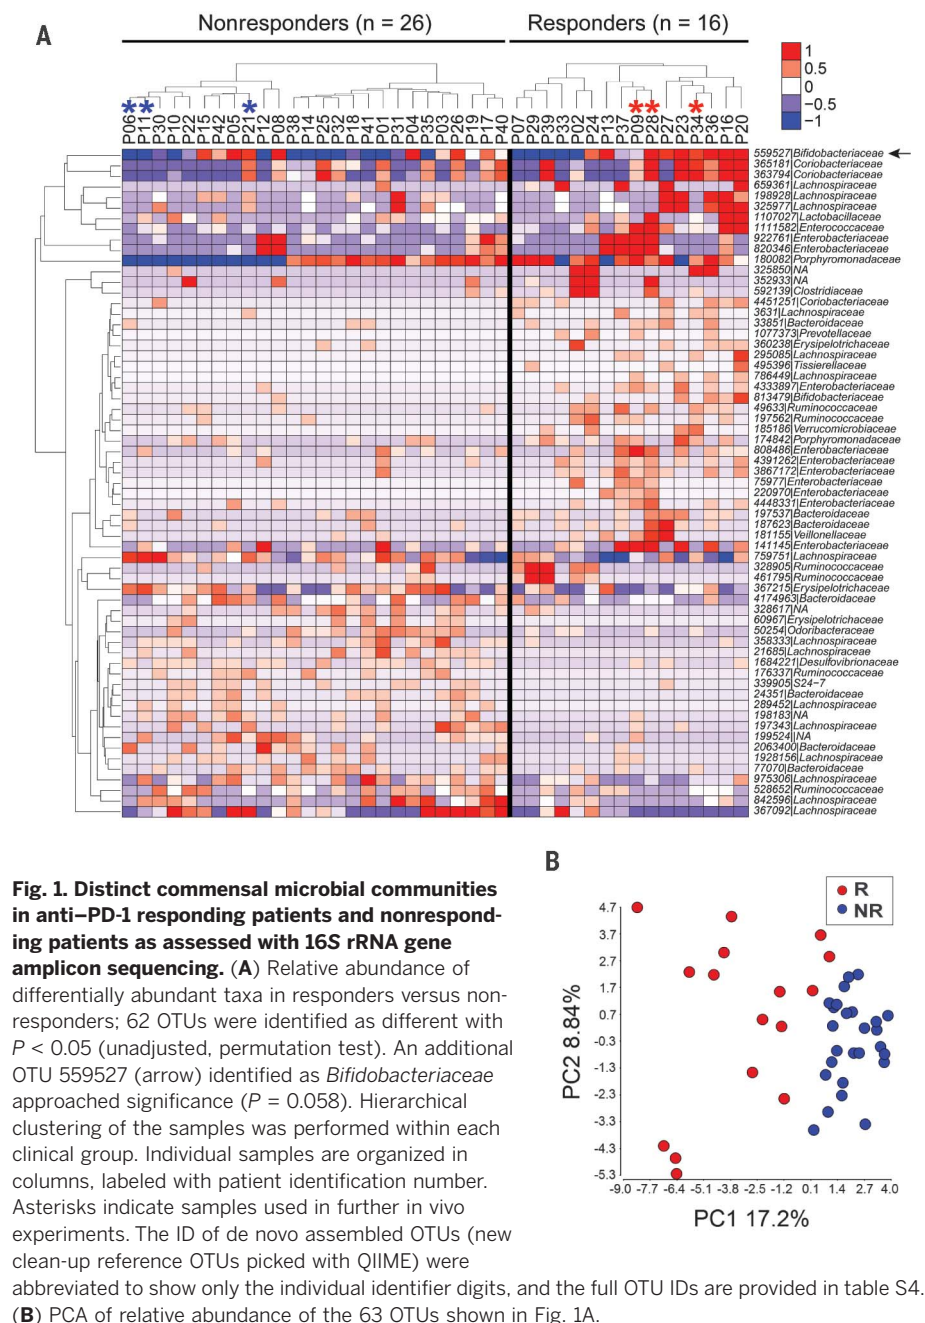 Nonresponders (n = 26)
Responders (n = 16)
A
1
0.5
0
−0.5
−1
P06
P11
P30
P10
P22
P15
P42
P05
P21
P12
P08
P38
P14
P25
P32
P18
P41
P01
P31
P04
P35
P03
P26
P19
P17
P40
P07
P29
P39
P33
P02
P24
P13
P37
P09
P28
P27
P23
P34
P36
P16
P20
559527|Bifidobacteriaceae
365181|Coriobacteriaceae
363794|Coriobacteriaceae
659361|Lachnospiraceae
198928|Lachnospiraceae
325977|Lachnospiraceae
1107027|Lactobacillaceae
1111582|Enterococcaceae
922761|Enterobacteriaceae
820346|Enterobacteriaceae
180082|Porphyromonadaceae
325850|NA
352933|NA
592139|Clostridiaceae
4451251|Coriobacteriaceae
3631|Lachnospiraceae
33851|Bacteroidaceae
1077373|Prevotellaceae
360238|Erysipelotrichaceae
295085|Lachnospiraceae
495396|Tissierellaceae
786449|Lachnospiraceae
4333897|Enterobacteriaceae
813479|Bifidobacteriaceae
49633|Ruminococcaceae
197562|Ruminococcaceae
185186|Verrucomicrobiaceae
174842|Porphyromonadaceae
808486|Enterobacteriaceae
4391262|Enterobacteriaceae
3867172|Enterobacteriaceae
75977|Enterobacteriaceae
220970|Enterobacteriaceae
4448331|Enterobacteriaceae
197537|Bacteroidaceae
187623|Bacteroidaceae
181155|Veillonellaceae
141145|Enterobacteriaceae
759751|Lachnospiraceae
328905|Ruminococcaceae
461795|Ruminococcaceae
367215|Erysipelotrichaceae
4174963|Bacteroidaceae
328617|NA
60967|Erysipelotrichaceae
50254|Odoribacteraceae
358333|Lachnospiraceae
21685|Lachnospiraceae
1684221|Desulfovibrionaceae
176337|Ruminococcaceae
339905|S24−7
24351|Bacteroidaceae
289452|Lachnospiraceae
198183|NA
197343|Lachnospiraceae
199524||NA
2063400|Bacteroidaceae
1928156|Lachnospiraceae
77070|Bacteroidaceae
975306|Lachnospiraceae
528652|Ruminococcaceae
842596|Lachnospiraceae
367092|Lachnospiraceae
Fig. 1. Distinct commensal microbial communities
in anti–PD-1 responding patients and nonrespond-
ing patients as assessed with 16S rRNA gene
amplicon sequencing. (A) Relative abundance of
differentially abundant taxa in responders versus non-
responders; 62 OTUs were identified as different with
P < 0.05 (unadjusted, permutation test). An additional
OTU 559527 (arrow) identified as Bifidobacteriaceae
approached significance (P = 0.058). Hierarchical
clustering of the samples was performed within each
clinical group. Individual samples are organized in
columns, labeled with patient identification number.
Asterisks indicate samples used in further in vivo
experiments. The ID of de novo assembled OTUs (new
clean-up reference OTUs picked with QIIME) were
abbreviated to show only the individual identifier digits, and the full OTU IDs are provided in table S4.
(B) PCA of relative abundance of the 63 OTUs shown in Fig. 1A.
B
R
NR
PC2 8.84%
4.7
3.7
2.7
1.7
0.7
-0.3
-1.3
-2.3
-3.3
-4.3
-5.3
-9.0 -7.7 -6.4 -5.1 -3.8 -2.5 -1.2 0.1 1.4 2.7 4.0
PC1 17.2%